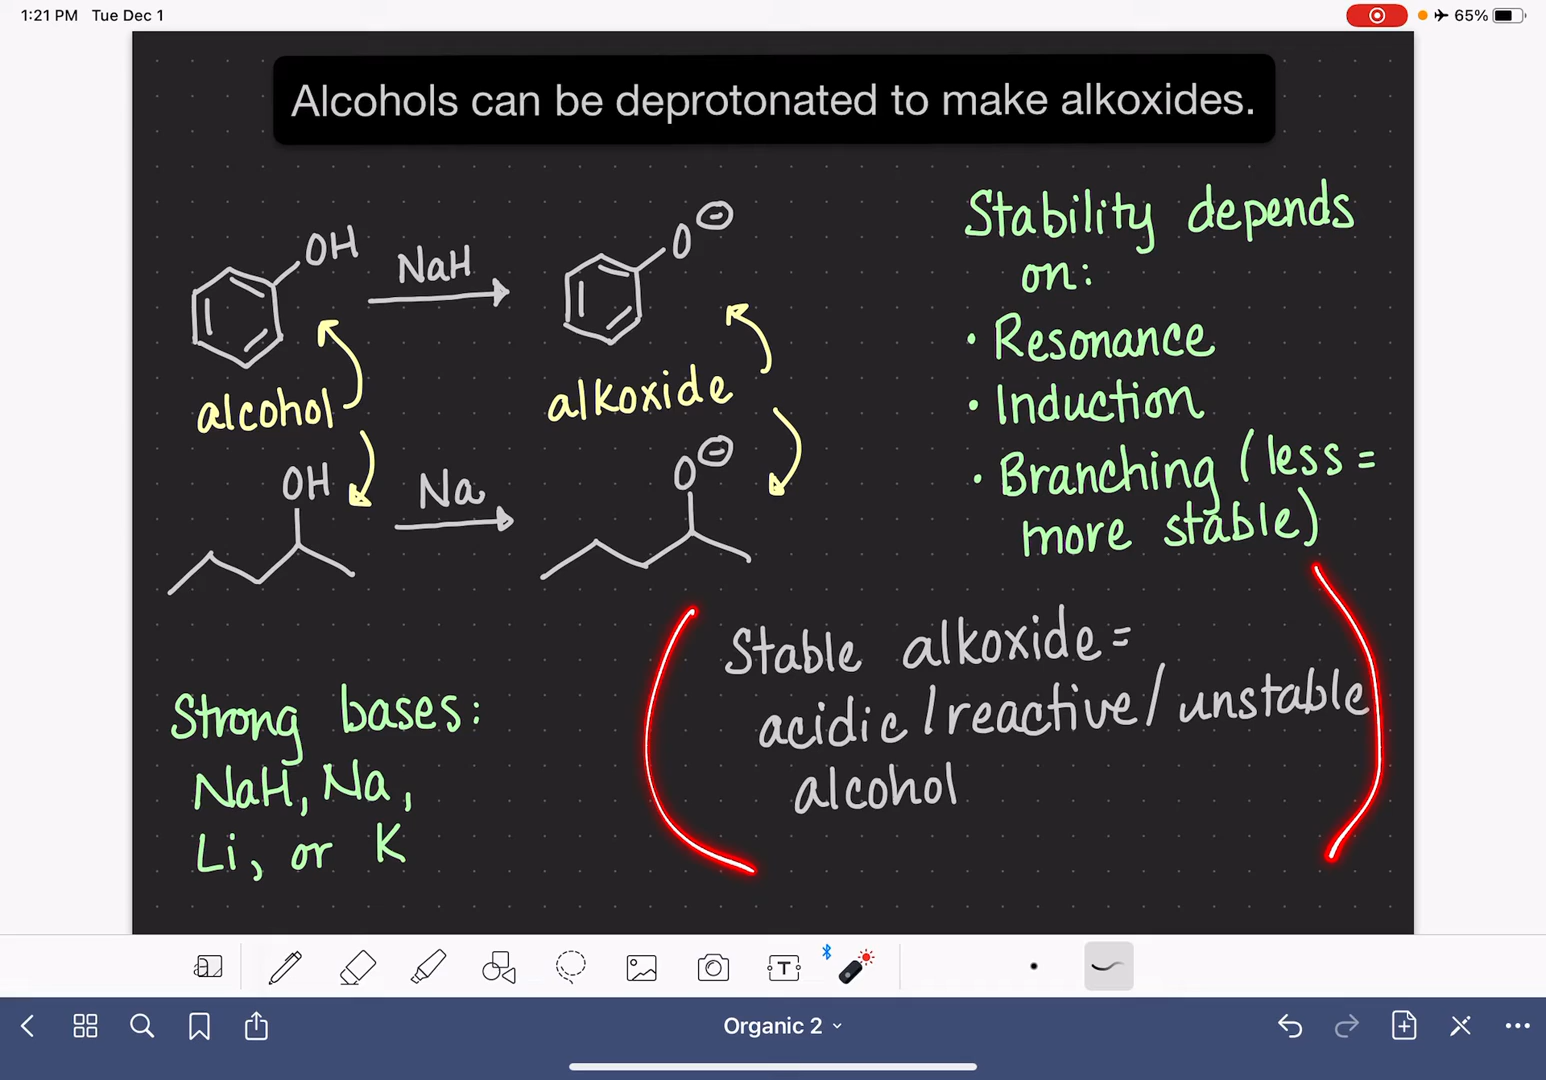 1:21 PM Tue Dec 1
65%
Alcohols can be deprotonated to make alkoxides.
OH
NaH
O⊖
alcohol
alkoxide
OH
Na
O⊖
Stability depends
on:
• Resonance
• Induction
• Branching (less =
more stable)
Stable alkoxide =
acidic/reactive/unstable
alcohol
Strong bases:
NaH, Na,
Li, or K
T
Organic 2